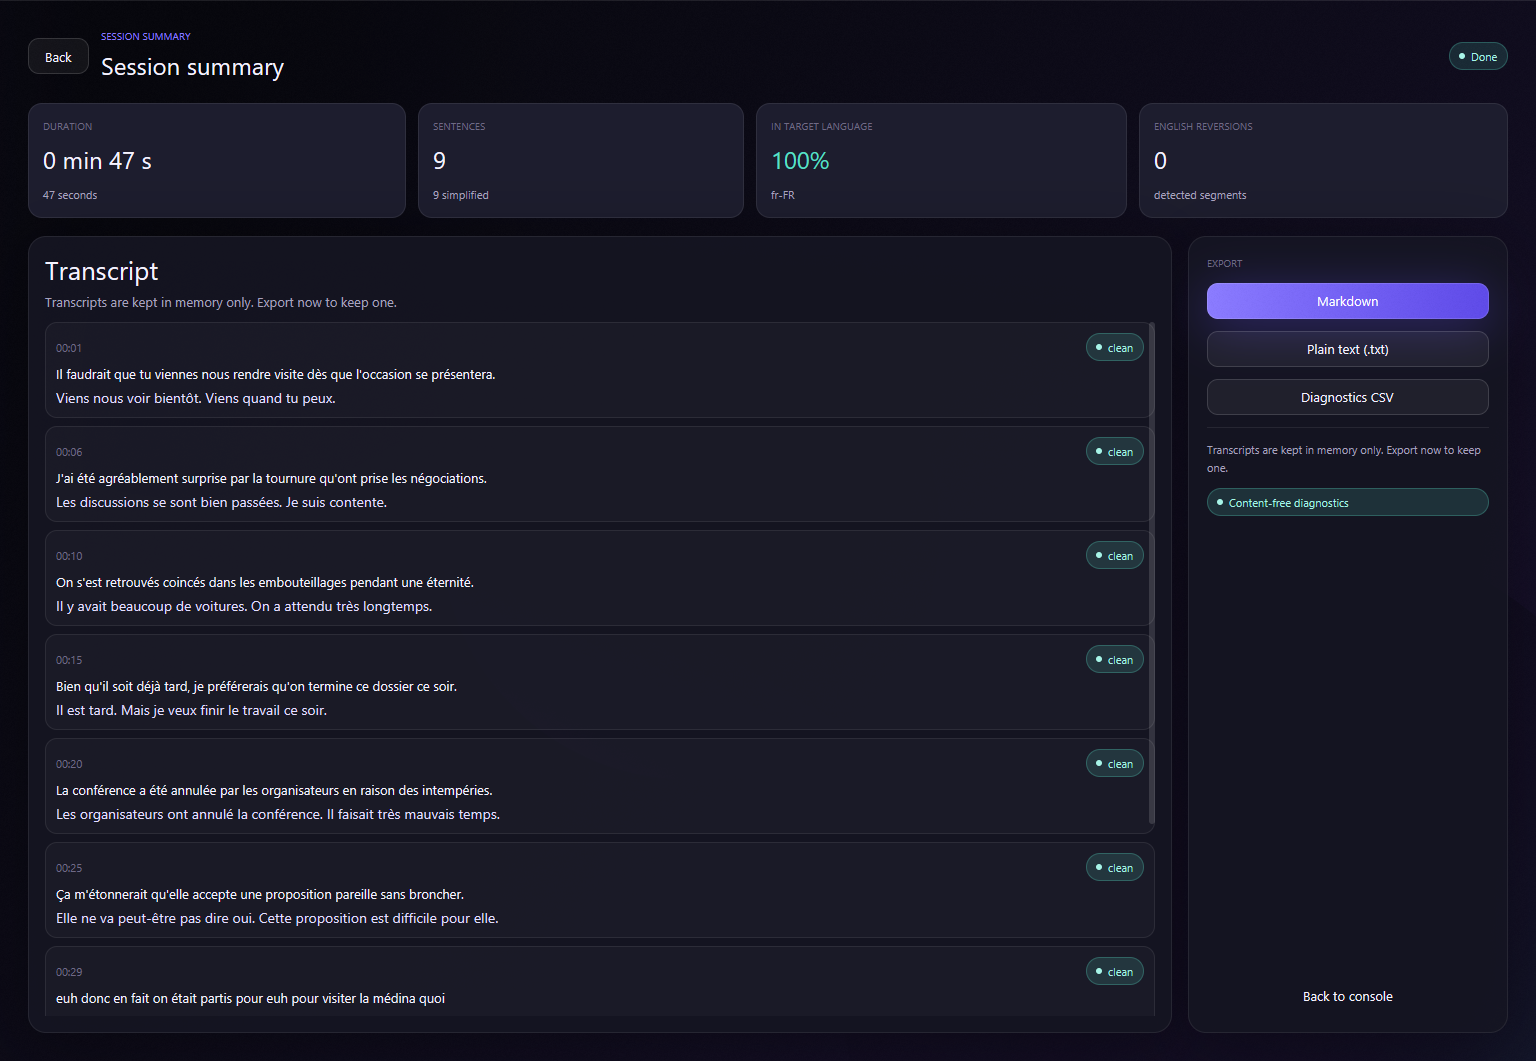 Back
SESSION SUMMARY
Session summary
Done
DURATION
0 min 47 s
47 seconds
SENTENCES
9
9 simplified
IN TARGET LANGUAGE
100%
fr-FR
ENGLISH REVERSIONS
0
detected segments
Transcript
Transcripts are kept in memory only. Export now to keep one.
00:01
clean
Il faudrait que tu viennes nous rendre visite dès que l'occasion se présentera.
Viens nous voir bientôt. Viens quand tu peux.
00:06
clean
J'ai été agréablement surprise par la tournure qu'ont prise les négociations.
Les discussions se sont bien passées. Je suis contente.
00:10
clean
On s'est retrouvés coincés dans les embouteillages pendant une éternité.
Il y avait beaucoup de voitures. On a attendu très longtemps.
00:15
clean
Bien qu'il soit déjà tard, je préférerais qu'on termine ce dossier ce soir.
Il est tard. Mais je veux finir le travail ce soir.
00:20
clean
La conférence a été annulée par les organisateurs en raison des intempéries.
Les organisateurs ont annulé la conférence. Il faisait très mauvais temps.
00:25
clean
Ça m'étonnerait qu'elle accepte une proposition pareille sans broncher.
Elle ne va peut-être pas dire oui. Cette proposition est difficile pour elle.
00:29
clean
euh donc en fait on était partis pour euh pour visiter la médina quoi
EXPORT
Markdown
Plain text (.txt)
Diagnostics CSV
Transcripts are kept in memory only. Export now to keep
one.
Content-free diagnostics
Back to console